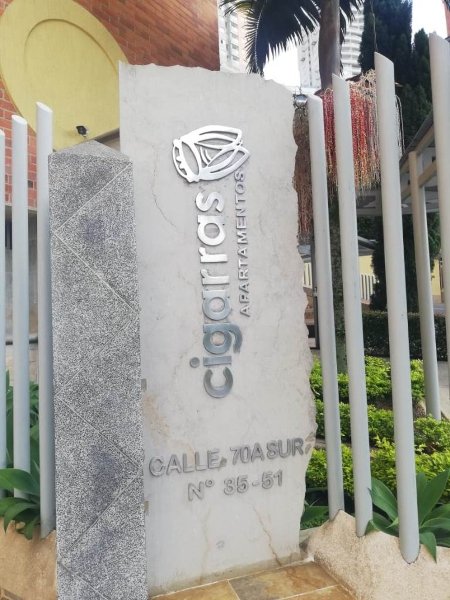 cigarras
APARTAMENTOS
CALLE 70A SUR
N° 35-51